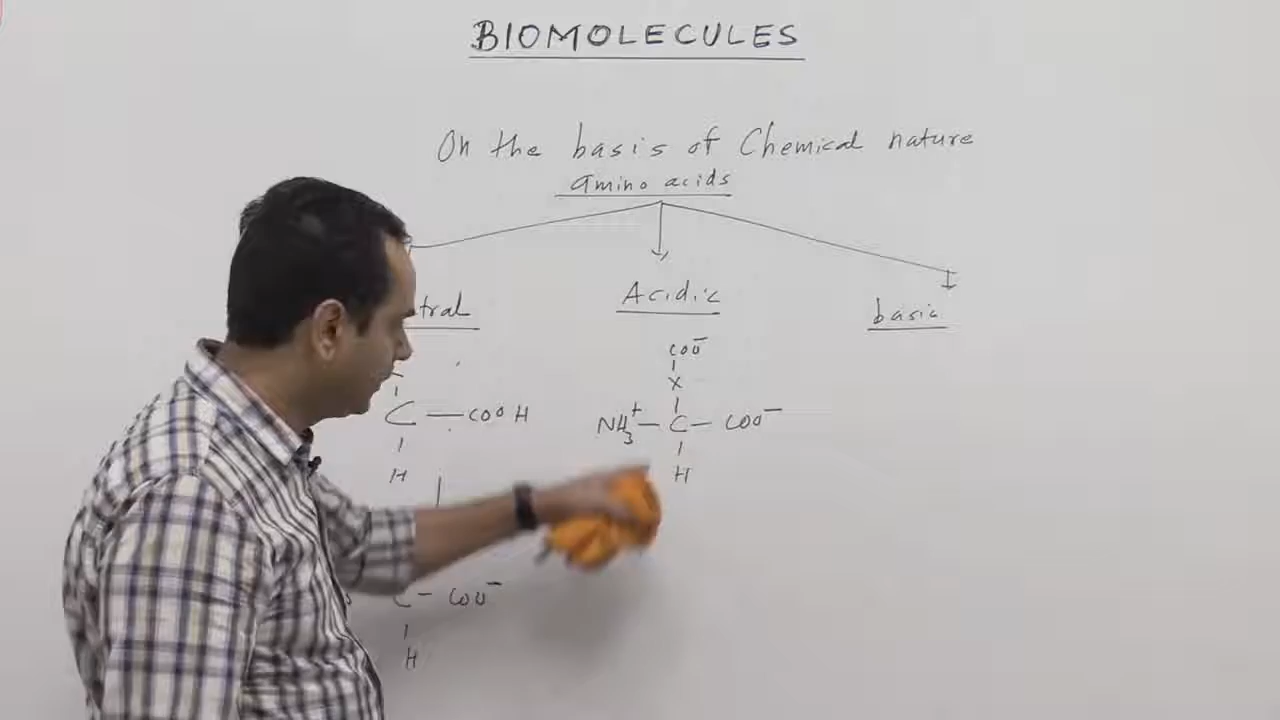 BIOMOLECULES
On the basis of Chemical nature
amino acids
tral Acidic basic
COO⁻
X
C — COOH NH₃⁺ — C — COO⁻
H H
C - COO⁻
H